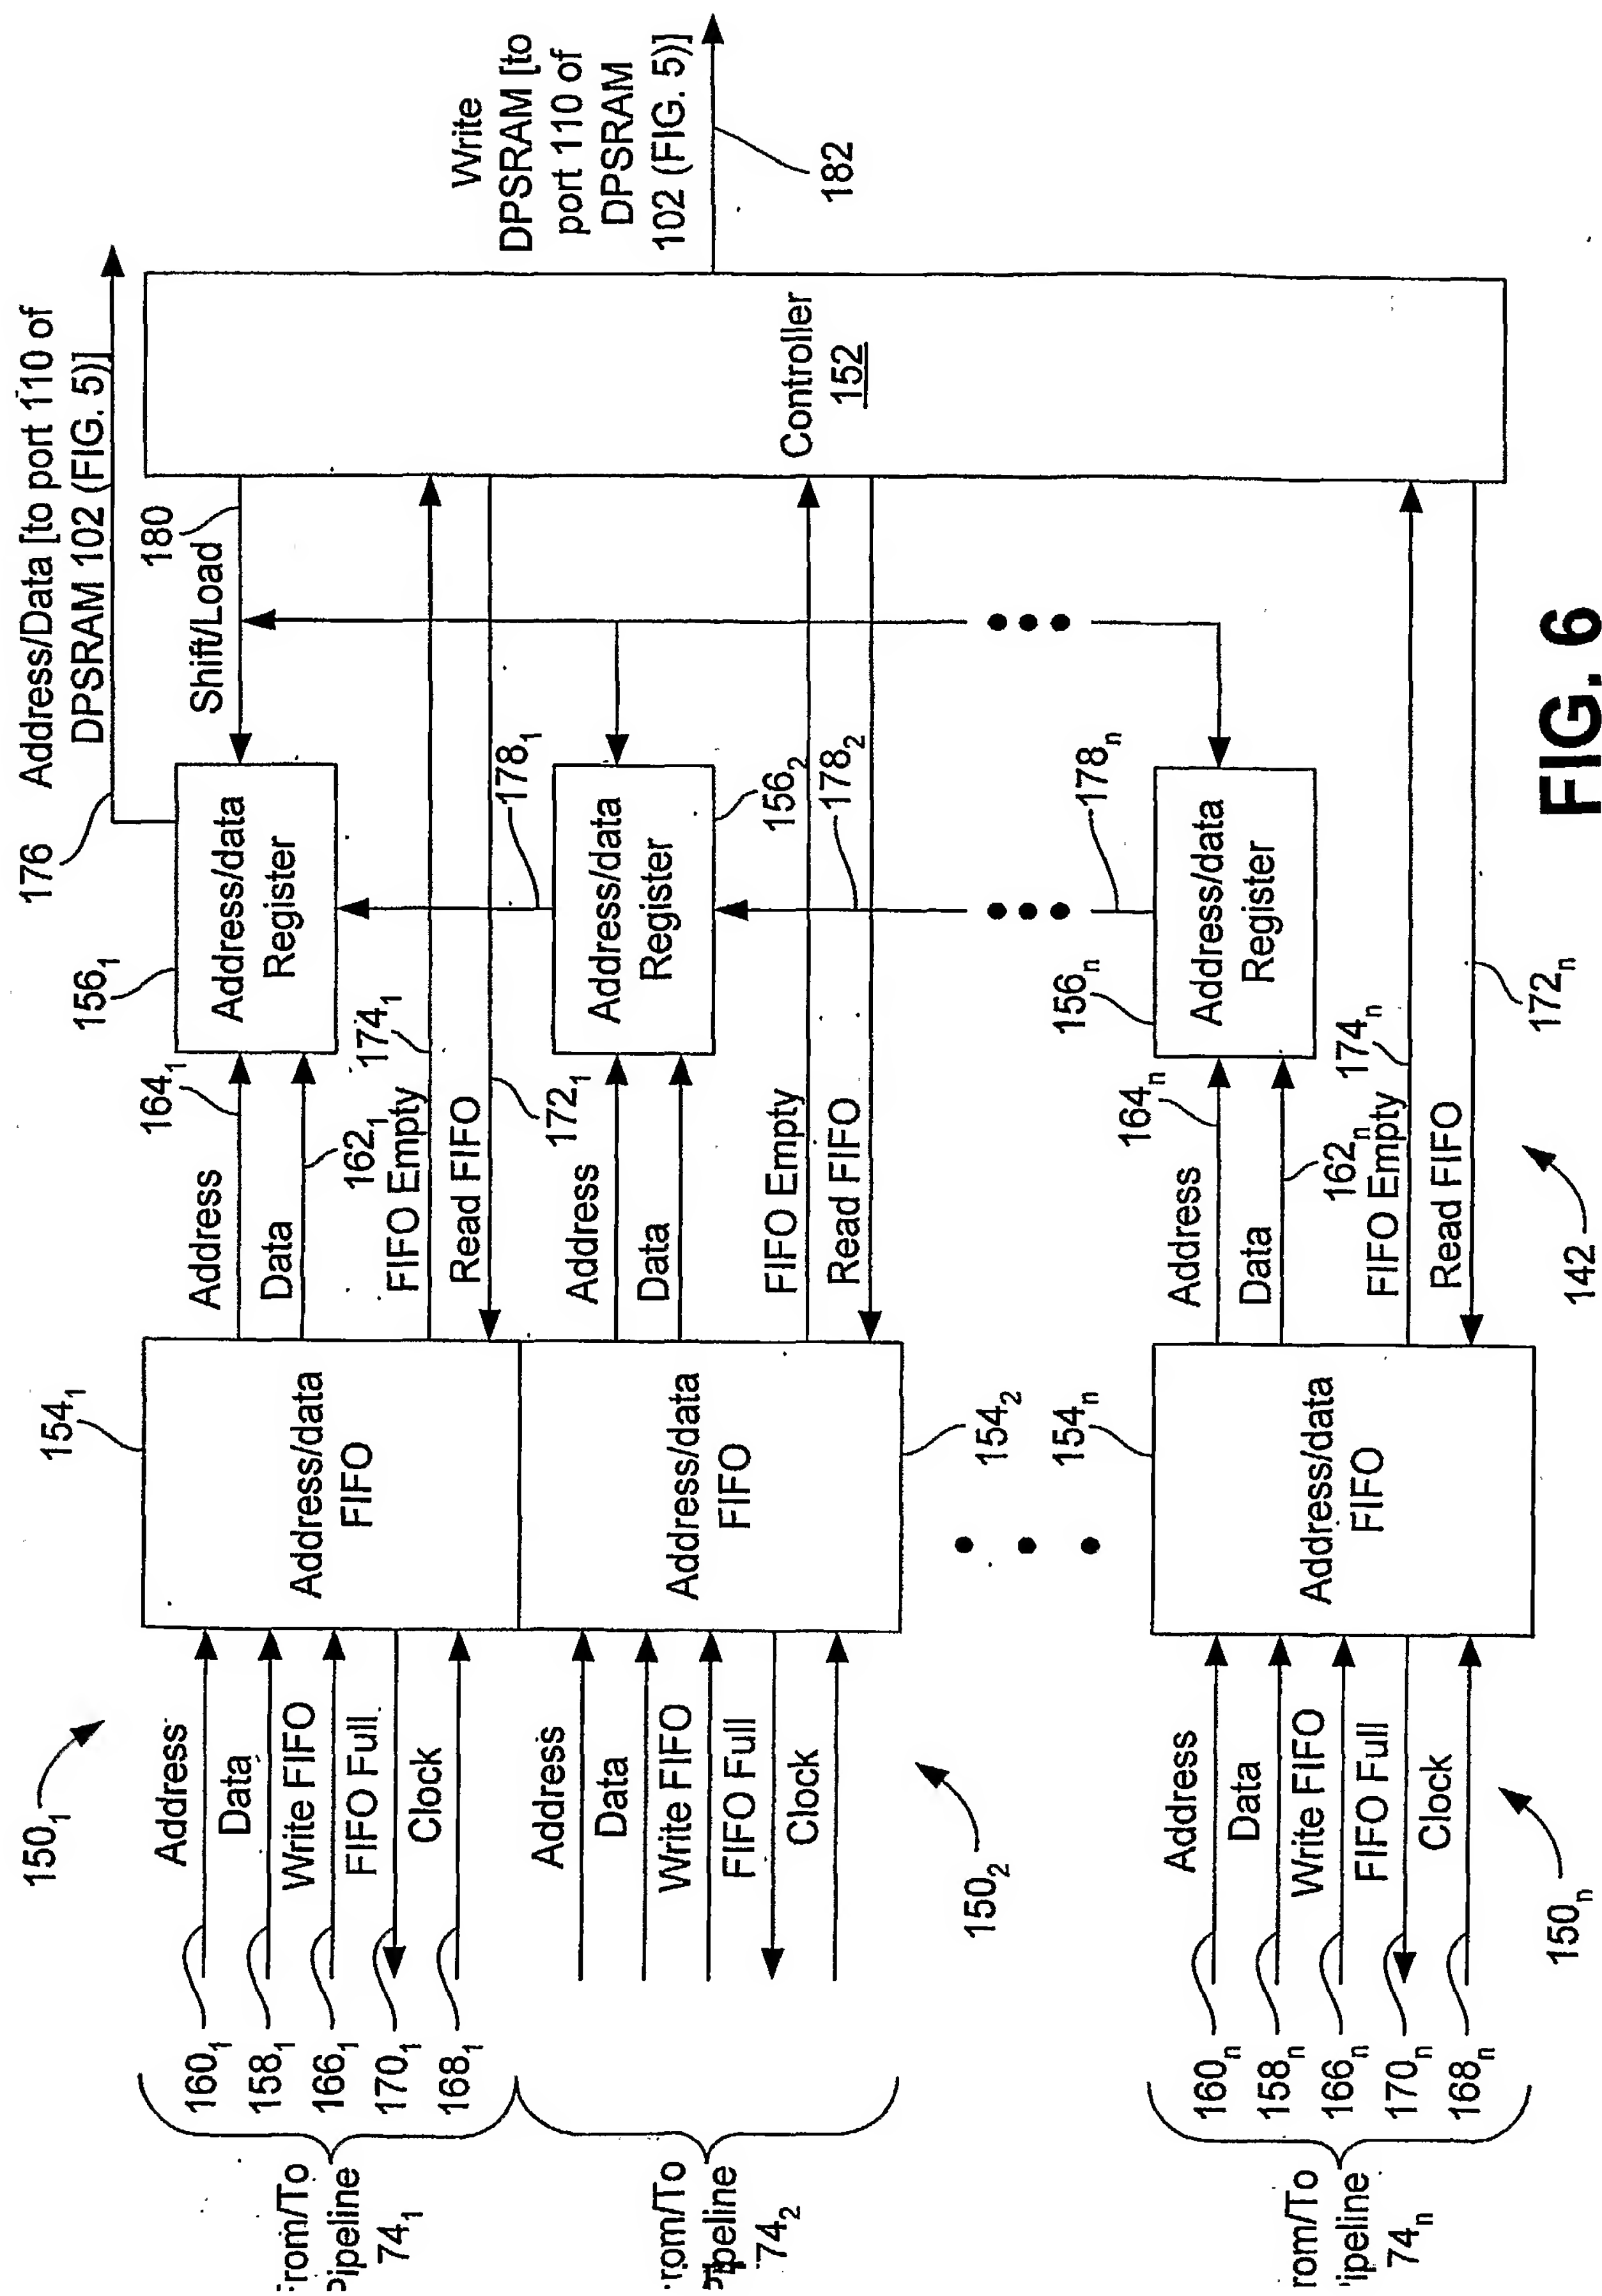 176
Address/Data [to port 110 of
DPSRAM 102 (FIG. 5)]
Write
DPSRAM [to
port 110 of
DPSRAM
102 (FIG. 5)]
182
150₁
154₁
156₁
164₁
Shift/Load
180
Address
Data
Write FIFO
FIFO Full
Clock
160₁
158₁
166₁
170₁
168₁
Pipeline
74₁
Address/data
FIFO
Address
Data
162₁
FIFO Empty
174₁
Read FIFO
172₁
Address/data
Register
178₁
Controller
152
Address
Data
Write FIFO
FIFO Full
Clock
74₂
150₂
Address/data
FIFO
154₂
Address
Data
FIFO Empty
Read FIFO
Address/data
Register
156₂
178₂
154ₙ
156ₙ
164ₙ
178ₙ
Address
Data
Write FIFO
FIFO Full
Clock
160ₙ
158ₙ
166ₙ
170ₙ
168ₙ
74ₙ
150ₙ
Address/data
FIFO
Address
Data
162ₙ
FIFO Empty
174ₙ
Read FIFO
172ₙ
Address/data
Register
142
FIG. 6